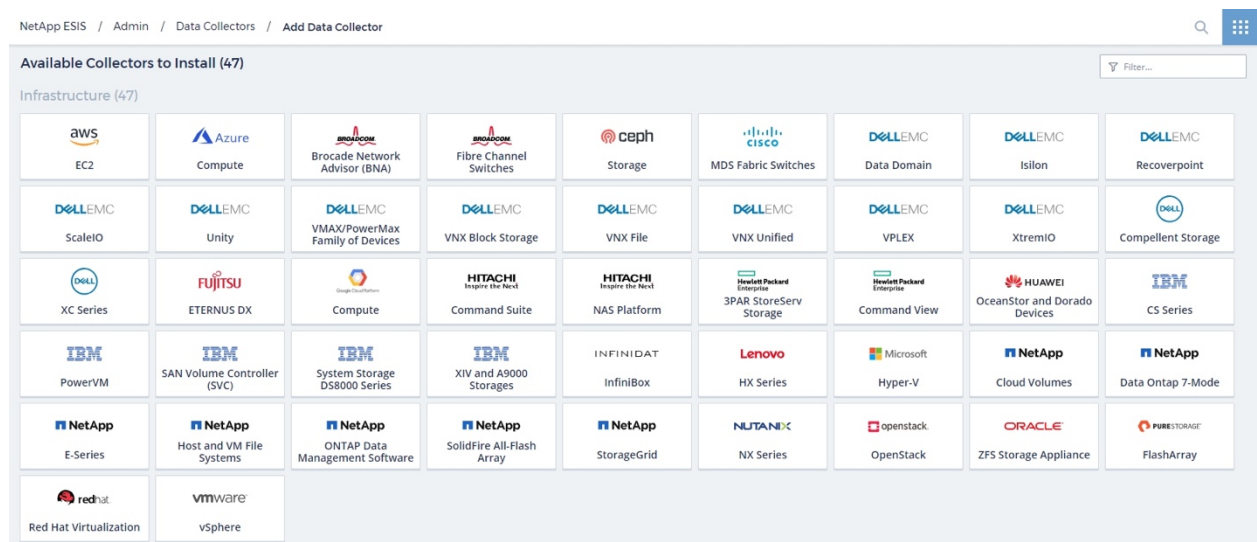 NetApp ESIS / Admin / Data Collectors / Add Data Collector
Available Collectors to Install (47)
Filter...
Infrastructure (47)
aws
EC2
Azure
Compute
BROADCOM
Brocade Network
Advisor (BNA)
BROADCOM
Fibre Channel
Switches
ceph
Storage
CISCO
MDS Fabric Switches
DELLEMC
Data Domain
DELLEMC
Isilon
DELLEMC
Recoverpoint
DELLEMC
ScaleIO
DELLEMC
Unity
DELLEMC
VMAX/PowerMax
Family of Devices
DELLEMC
VNX Block Storage
DELLEMC
VNX File
DELLEMC
VNX Unified
DELLEMC
VPLEX
DELLEMC
XtremIO
DELL
Compellent Storage
DELL
XC Series
FUJITSU
ETERNUS DX
Google Cloud Platform
Compute
HITACHI
Inspire the Next
Command Suite
HITACHI
Inspire the Next
NAS Platform
Hewlett Packard
Enterprise
3PAR StoreServ
Storage
Hewlett Packard
Enterprise
Command View
HUAWEI
OceanStor and Dorado
Devices
IBM
CS Series
IBM
PowerVM
IBM
SAN Volume Controller
(SVC)
IBM
System Storage
DS8000 Series
IBM
XIV and A9000
Storages
INFINIDAT
InfiniBox
Lenovo
HX Series
Microsoft
Hyper-V
NetApp
Cloud Volumes
NetApp
Data Ontap 7-Mode
NetApp
E-Series
NetApp
Host and VM File
Systems
NetApp
ONTAP Data
Management Software
NetApp
SolidFire All-Flash
Array
NetApp
StorageGrid
NUTANIX
NX Series
openstack.
OpenStack
ORACLE
ZFS Storage Appliance
PURESTORAGE
FlashArray
redhat
Red Hat Virtualization
vmware
vSphere